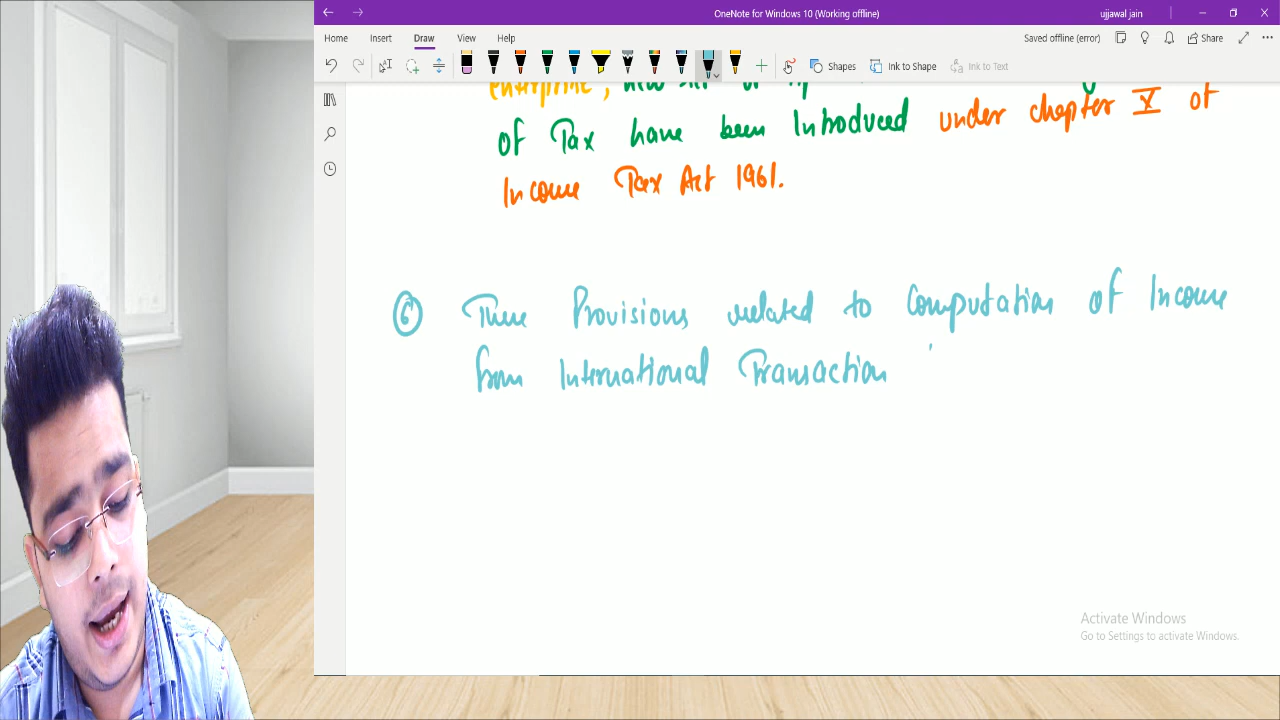 OneNote for Windows 10 (Working offline)
ujjawal jain
Home Insert Draw View Help
Saved offline (error)
Share
Shapes
Ink to Shape
Ink to Text
enterprise,
of Tax have been Introduced under chapter X of
Income Tax Act 1961.
6 These Provisions related to Computation of Income
from International Transaction
Activate Windows
Go to Settings to activate Windows.